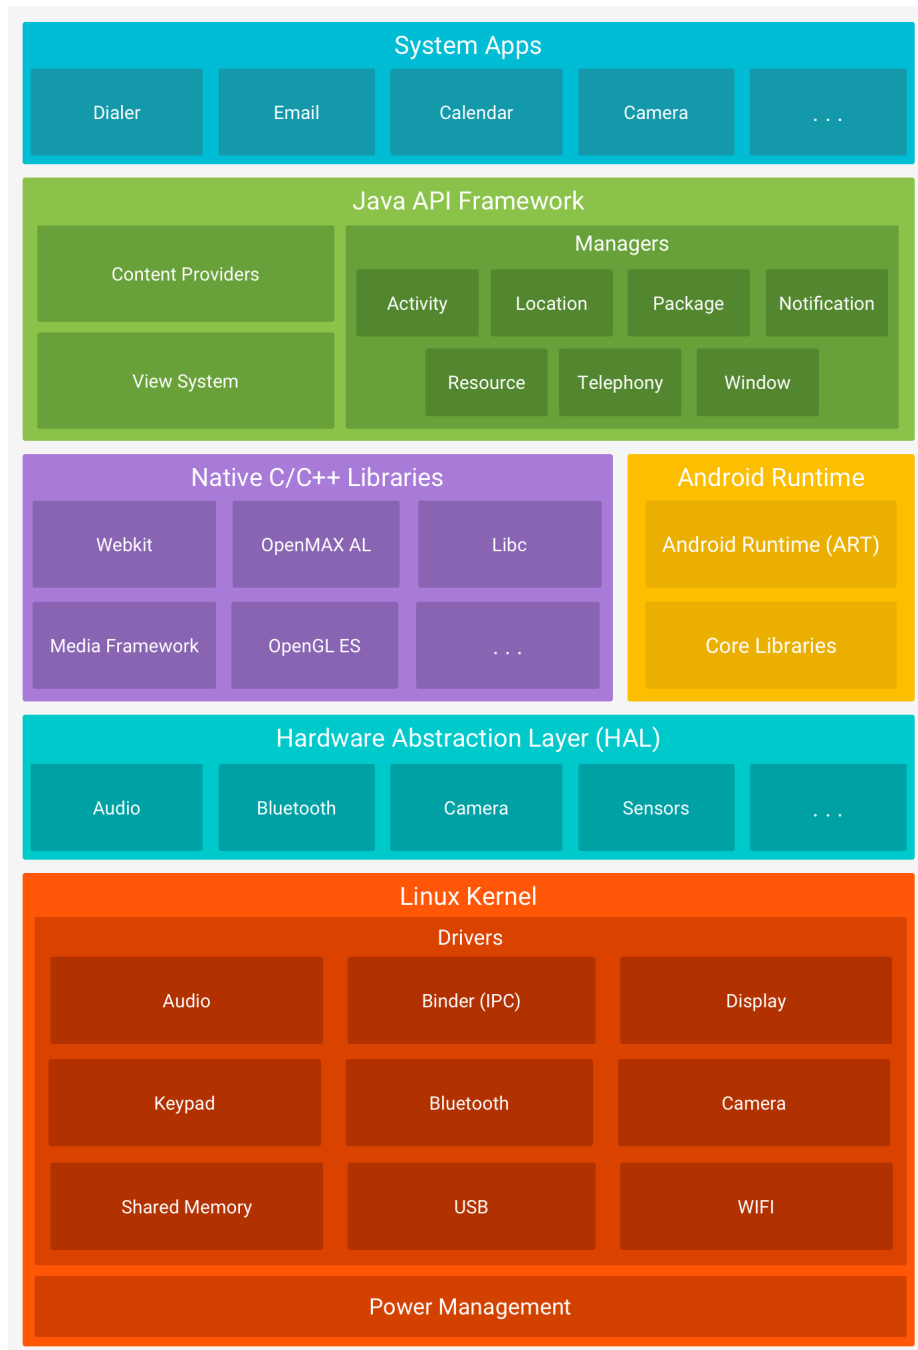 System Apps
Dialer
Email
Calendar
Camera
. . .
Java API Framework
Content Providers
View System
Managers
Activity
Location
Package
Notification
Resource
Telephony
Window
Native C/C++ Libraries
Webkit
OpenMAX AL
Libc
Media Framework
OpenGL ES
. . .
Android Runtime
Android Runtime (ART)
Core Libraries
Hardware Abstraction Layer (HAL)
Audio
Bluetooth
Camera
Sensors
. . .
Linux Kernel
Drivers
Audio
Binder (IPC)
Display
Keypad
Bluetooth
Camera
Shared Memory
USB
WIFI
Power Management